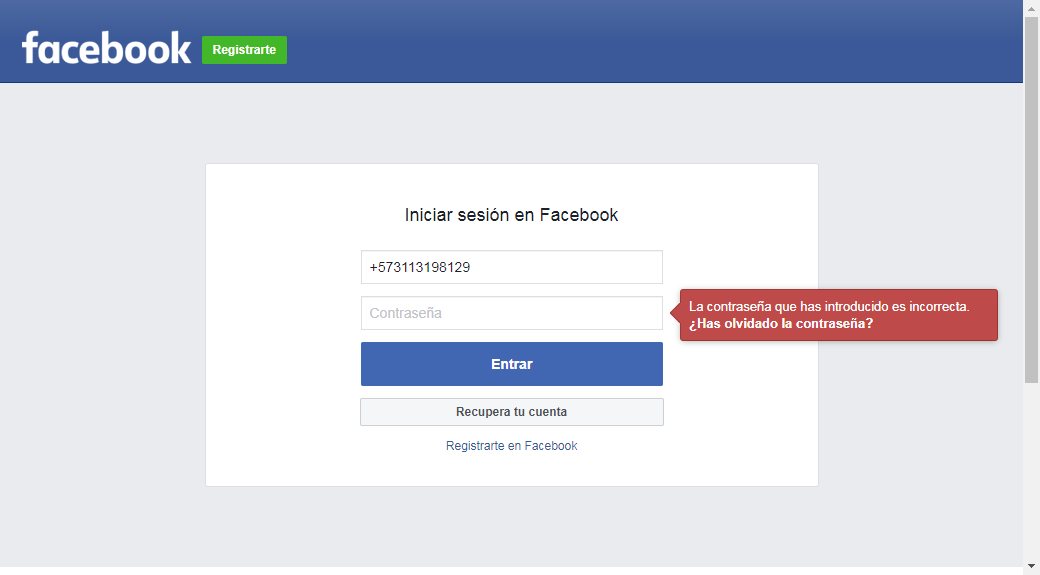 facebook
Registrarte
Iniciar sesión en Facebook
+573113198129
Contraseña
La contraseña que has introducido es incorrecta.
¿Has olvidado la contraseña?
Entrar
Recupera tu cuenta
Registrarte en Facebook